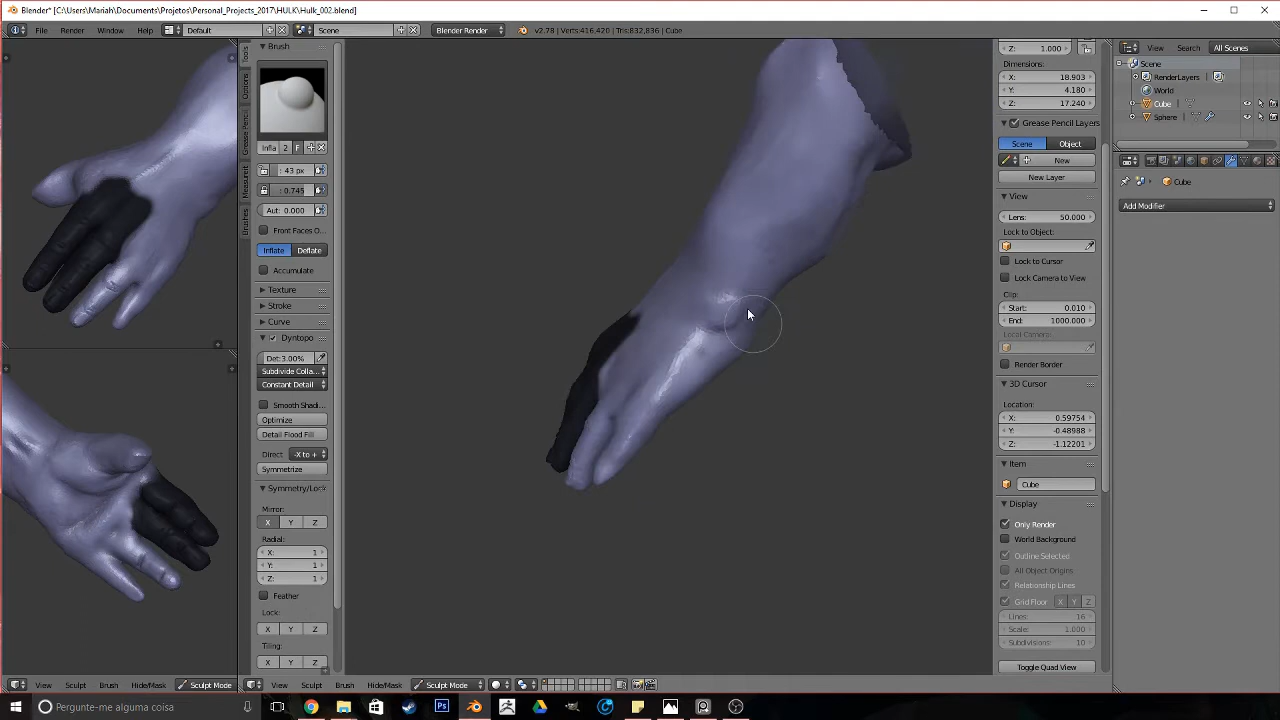 Blender* [C:\Users\Mariah\Documents\Projetos\Personal_Projects_2017\HULK\Hulk_002.blend]
File Render Window Help Default Scene Blender Render v2.78 | Verts:416,420 | Tris:832,836 | Cube
View Search All Scenes
Scene
RenderLayers
World
Cube
Sphere
Cube
Add Modifier
Tools
Options
Grease Pencil
Brushes
Brush
Infla 2 F
: 43 px
0.745
Aut: 0.000
Front Faces O...
Inflate Deflate
Accumulate
Texture
Stroke
Curve
Dyntopo
Det:3.00%
Subdivide Colla...
Constant Detail
Smooth Shadi...
Optimize
Detail Flood Fill
Direct -X to +
Symmetrize
Symmetry/Lock
Mirror:
X Y Z
Radial:
X: 1
Y: 1
Z: 1
Feather
Lock:
X Y Z
Tiling:
X Y Z
Z: 1.000
Dimensions:
X: 18.903
Y: 4.180
Z: 17.240
Grease Pencil Layers
Scene Object
New
New Layer
View
Lens: 50.000
Lock to Object:
Lock to Cursor
Lock Camera to View
Clip:
Start: 0.010
End: 1000.000
Local Camera:
Render Border
3D Cursor
Location:
X: 0.59754
Y: -0.48988
Z: -1.12201
Item
Cube
Display
Only Render
World Background
Outline Selected
All Object Origins
Relationship Lines
Grid Floor X Y Z
Lines: 16
Scale: 1.000
Subdivisions: 10
Toggle Quad View
View Sculpt Brush Hide/Mask Sculpt Mode
View Sculpt Brush Hide/Mask Sculpt Mode
Pergunte-me alguma coisa